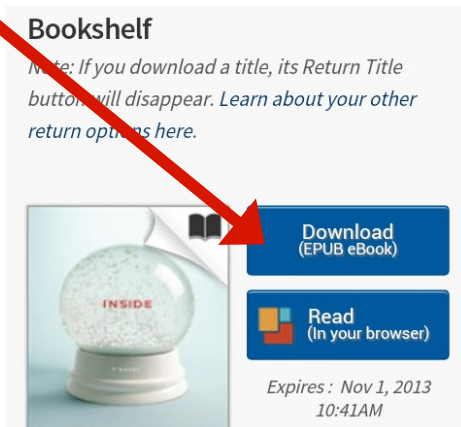 Bookshelf
Note: If you download a title, its Return Title
button will disappear. Learn about your other
return options here.
Download
(EPUB eBook)
INSIDE
A NOVEL
Read
(In your browser)
Expires : Nov 1, 2013
10:41AM